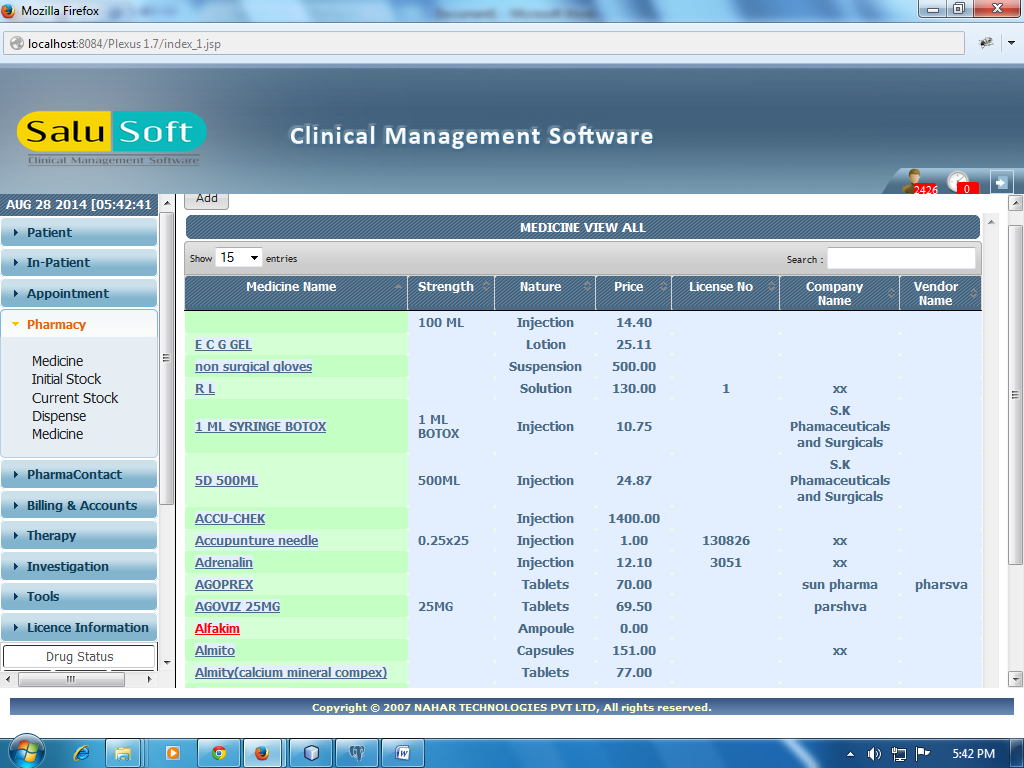 Mozilla Firefox
localhost:8084/Plexus 1.7/index_1.jsp
Salu Soft
Clinical Management Software
Clinical Management Software
2426
0
AUG 28 2014 [05:42:41
Patient
In-Patient
Appointment
Pharmacy
Medicine
Initial Stock
Current Stock
Dispense
Medicine
PharmaContact
Billing & Accounts
Therapy
Investigation
Tools
Licence Information
Drug Status
Add
MEDICINE VIEW ALL
Show 15 entries
Search :
Medicine Name Strength Nature Price License No Company Name Vendor Name
100 ML Injection 14.40
E C G GEL Lotion 25.11
non surgical gloves Suspension 500.00
R L Solution 130.00 1 xx
1 ML SYRINGE BOTOX 1 ML BOTOX Injection 10.75 S.K Phamaceuticals and Surgicals
5D 500ML 500ML Injection 24.87 S.K Phamaceuticals and Surgicals
ACCU-CHEK Injection 1400.00
Accupunture needle 0.25x25 Injection 1.00 130826 xx
Adrenalin Injection 12.10 3051 xx
AGOPREX Tablets 70.00 sun pharma pharsva
AGOVIZ 25MG 25MG Tablets 69.50 parshva
Alfakim Ampoule 0.00
Almito Capsules 151.00 xx
Almity(calcium mineral compex) Tablets 77.00
Copyright © 2007 NAHAR TECHNOLOGIES PVT LTD, All rights reserved.
5:42 PM